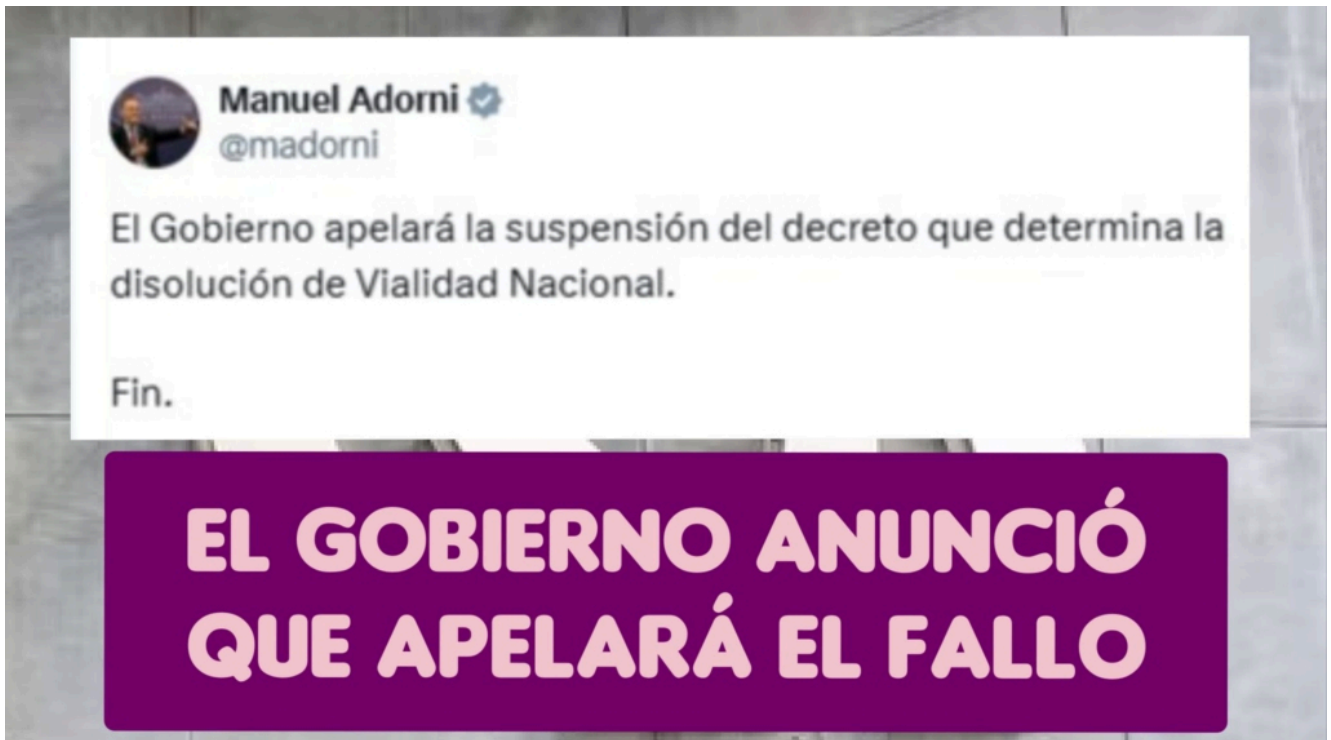 Manuel Adorni
@madorni
El Gobierno apelará la suspensión del decreto que determina la
disolución de Vialidad Nacional.
Fin.
EL GOBIERNO ANUNCIÓ
QUE APELARÁ EL FALLO